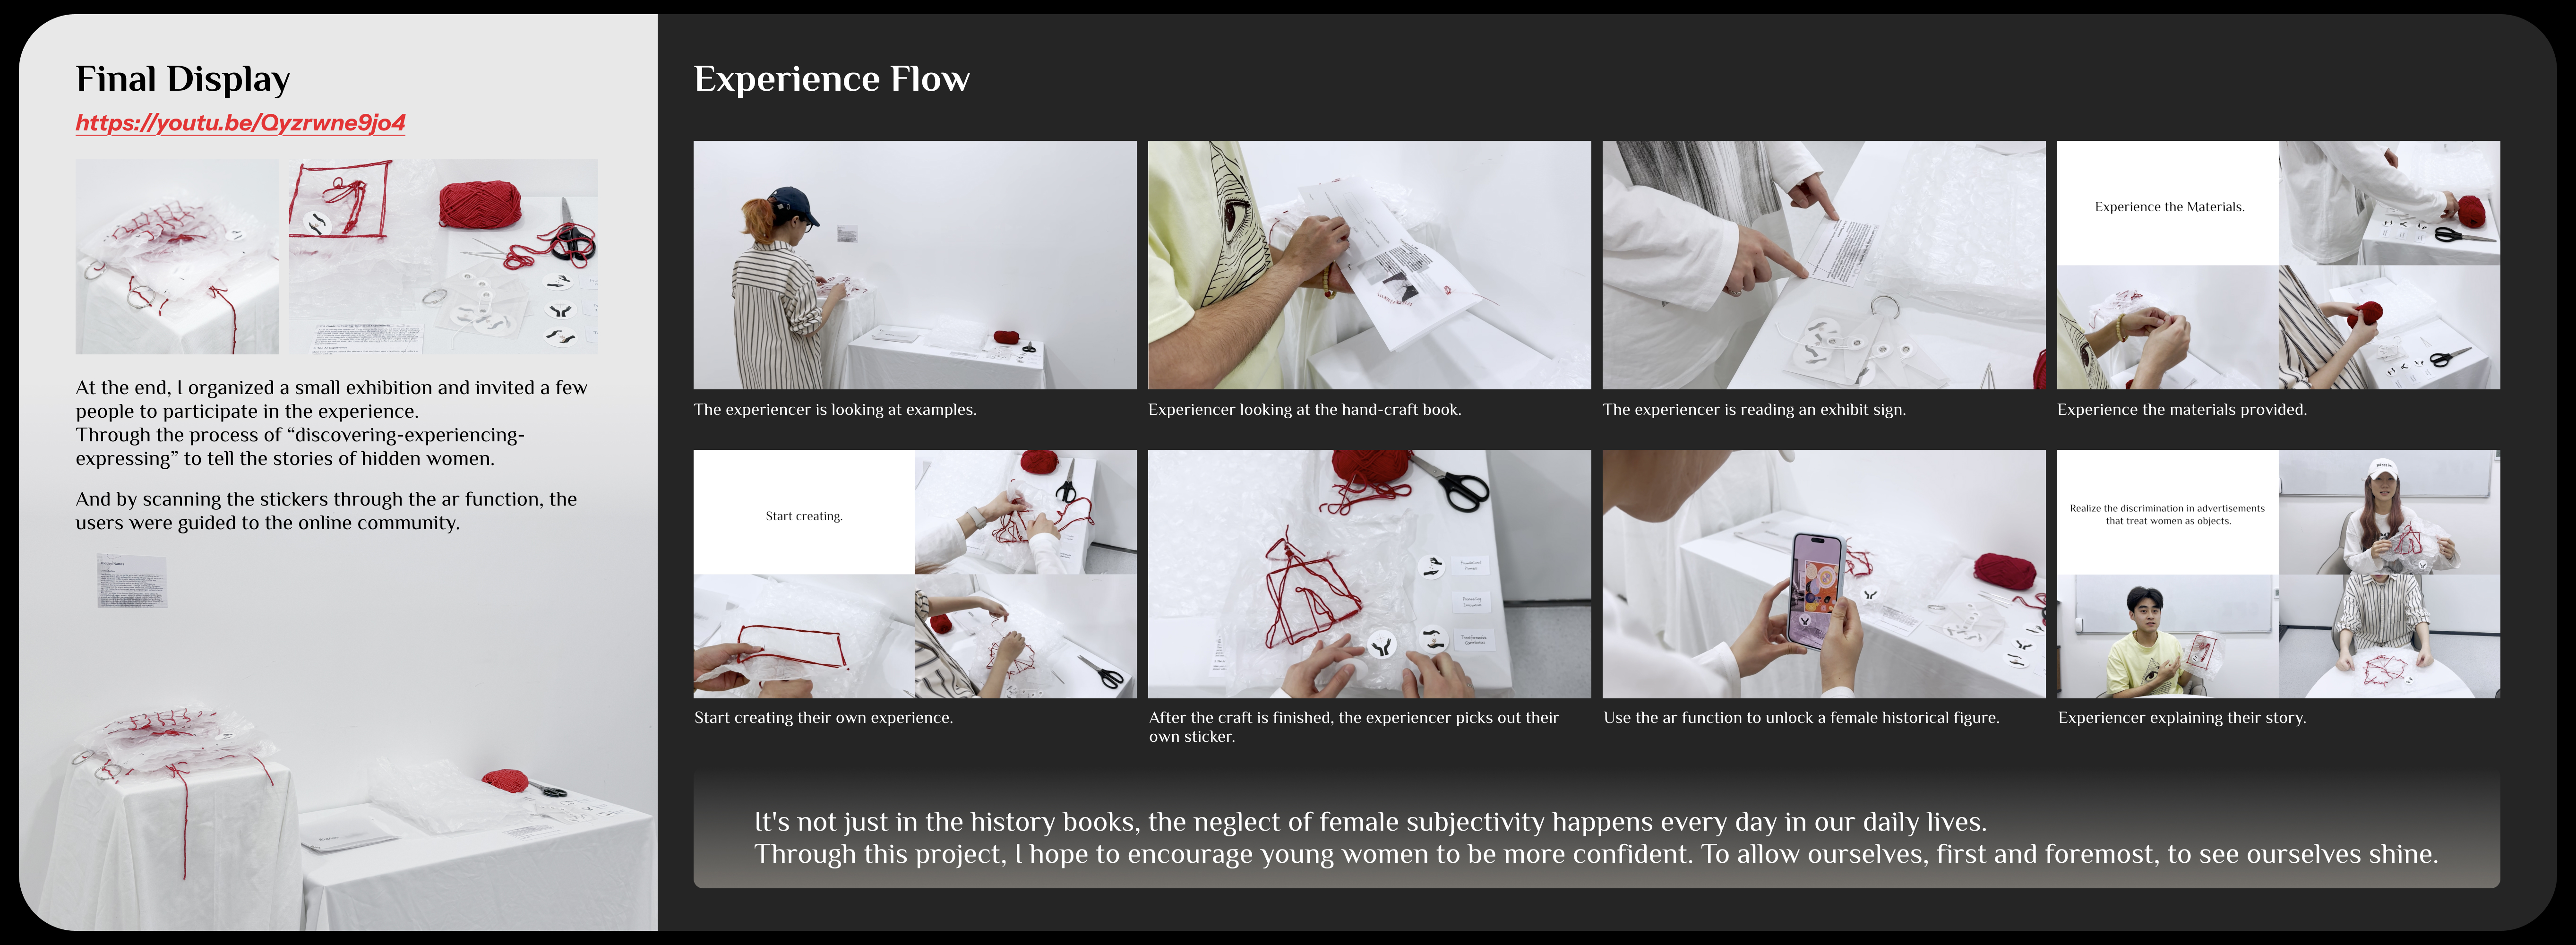 Final Display
https://youtu.be/Qyzrwne9jo4
At the end, I organized a small exhibition and invited a few
people to participate in the experience.
Through the process of “discovering-experiencing-
expressing” to tell the stories of hidden women.
And by scanning the stickers through the ar function, the
users were guided to the online community.
Experience Flow
The experiencer is looking at examples.
Experiencer looking at the hand-craft book.
The experiencer is reading an exhibit sign.
Experience the Materials.
Experience the materials provided.
Start creating.
Start creating their own experience.
After the craft is finished, the experiencer picks out their
own sticker.
Use the ar function to unlock a female historical figure.
Realize the discrimination in advertisements
that treat women as objects.
Experiencer explaining their story.
It's not just in the history books, the neglect of female subjectivity happens every day in our daily lives.
Through this project, I hope to encourage young women to be more confident. To allow ourselves, first and foremost, to see ourselves shine.